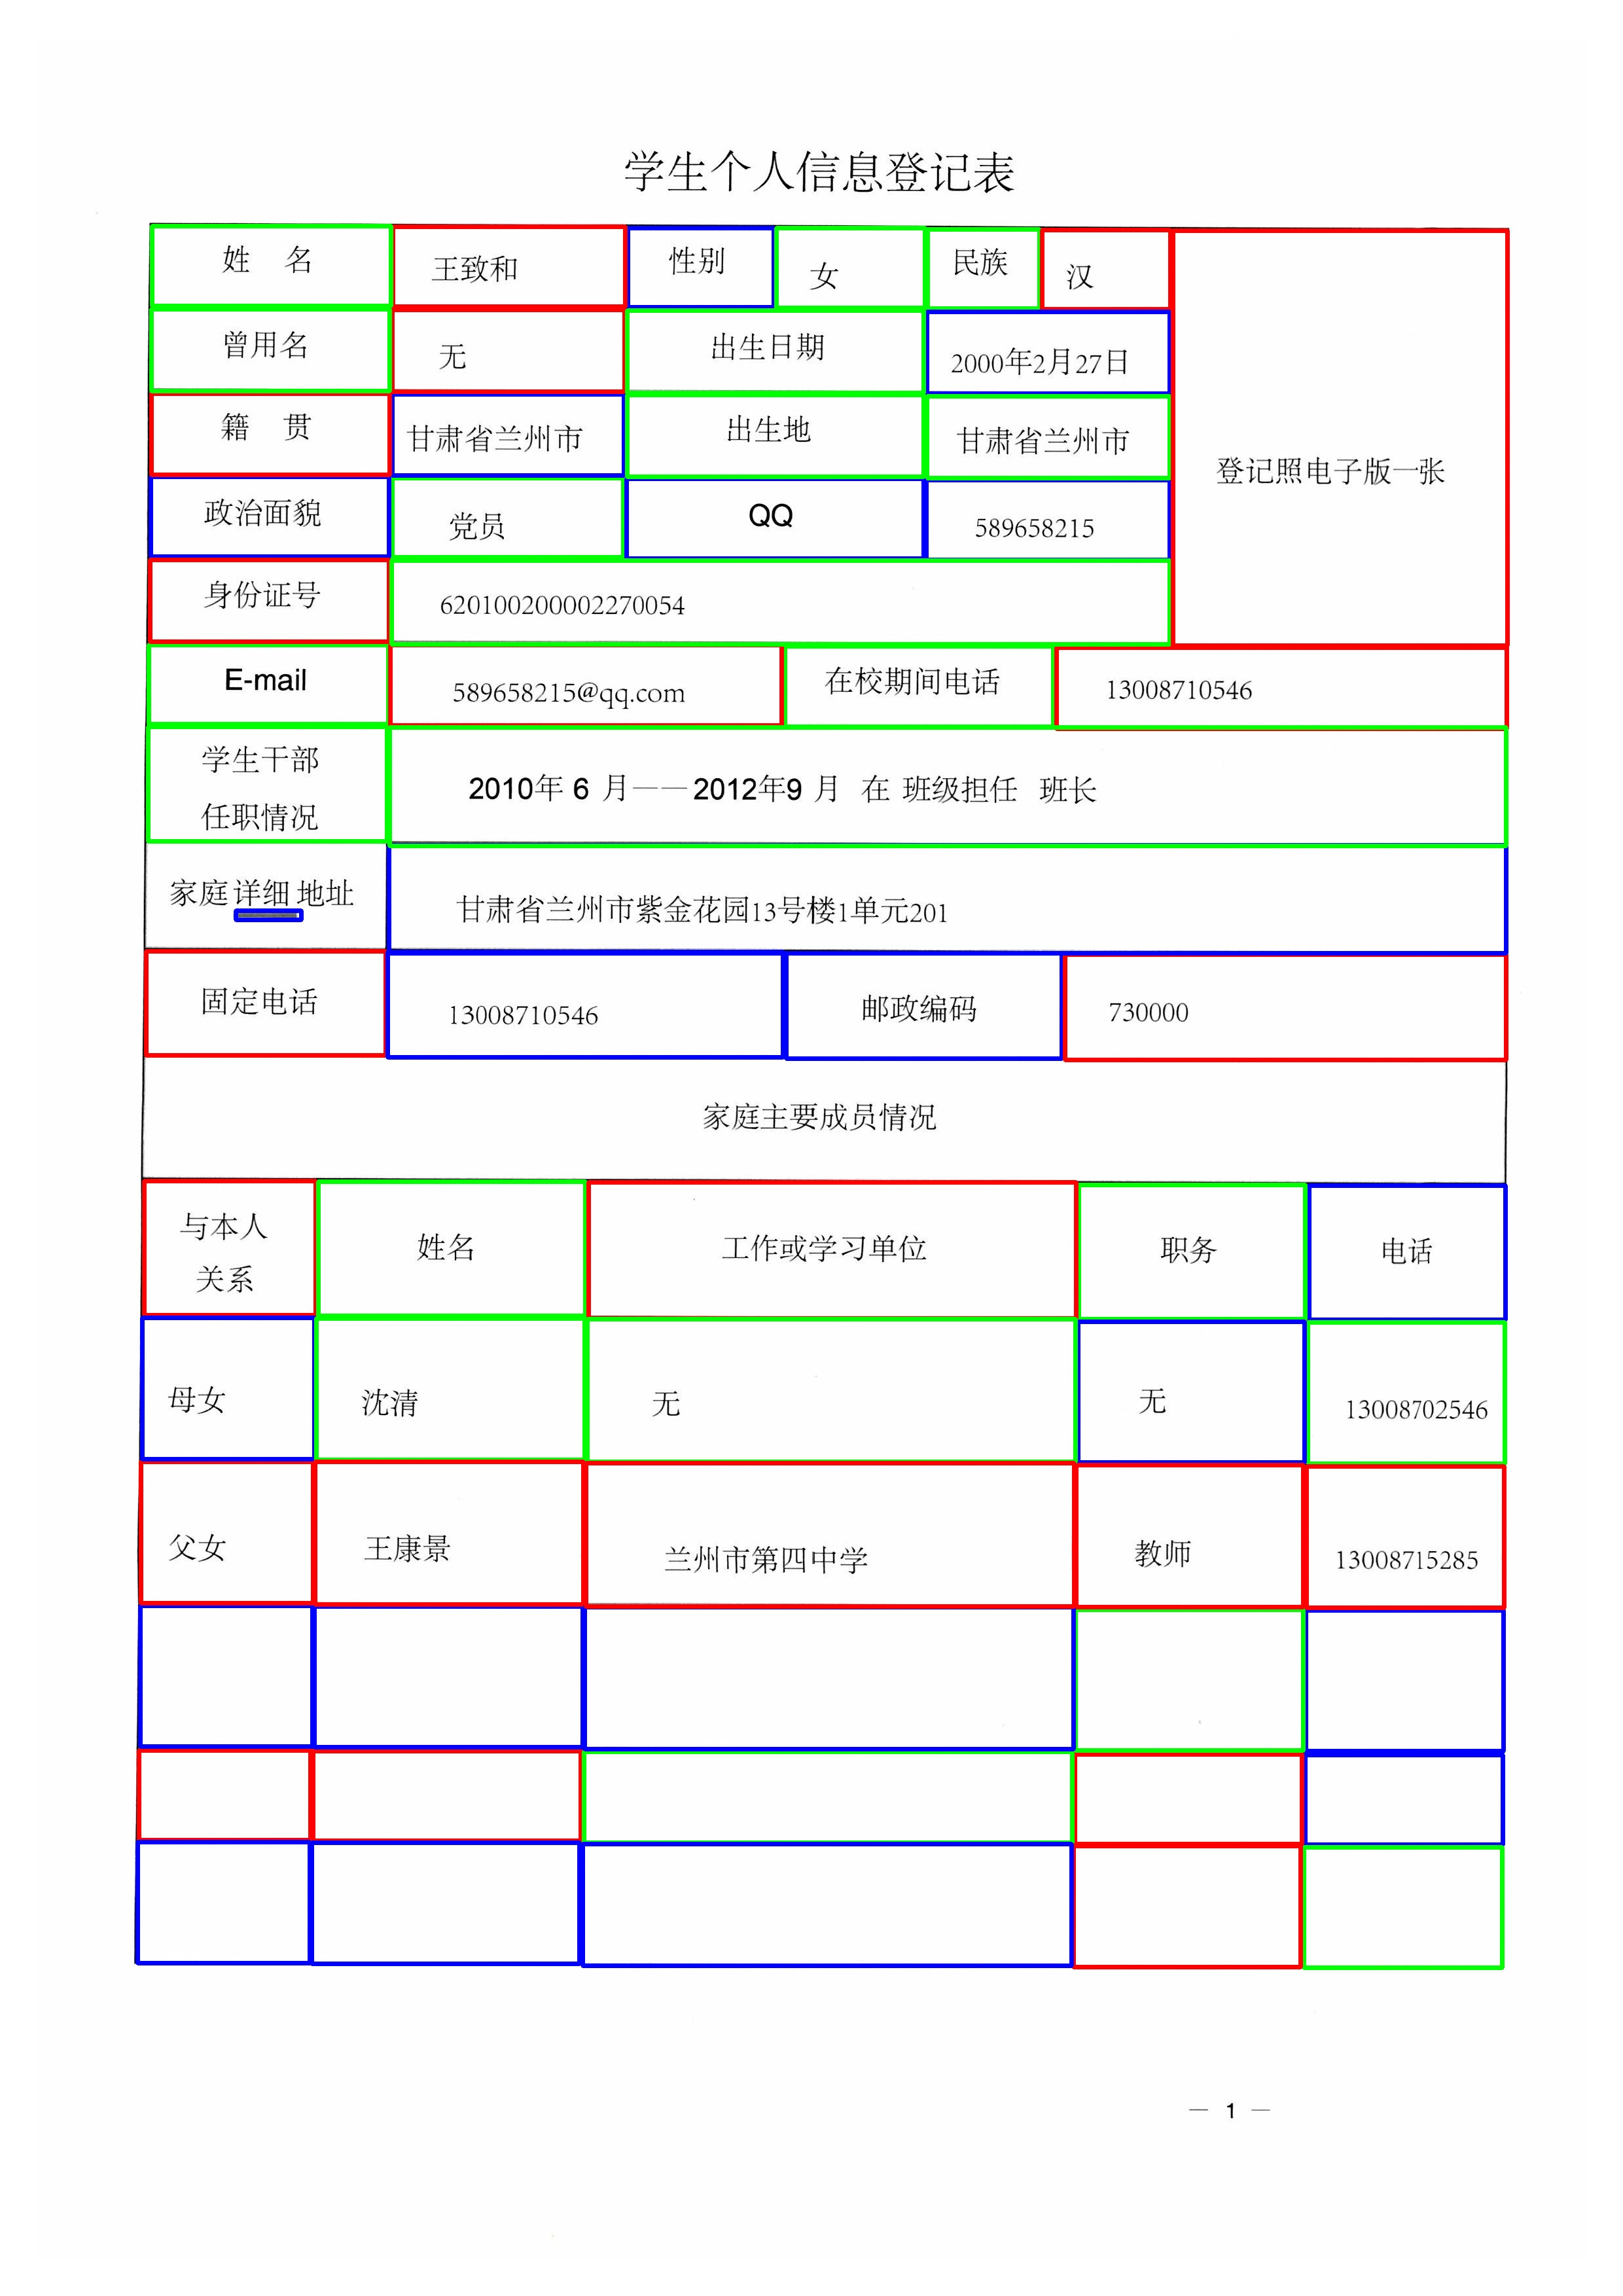 学生个人信息登记表
姓 名 王致和 性别 女 民族 汉
曾用名 无 出生日期 2000年2月27日
籍 贯 甘肃省兰州市 出生地 甘肃省兰州市
登记照电子版一张
政治面貌 党员 QQ 589658215
身份证号 620100200002270054
E-mail 589658215@qq.com 在校期间电话 13008710546
学生干部
任职情况
2010年 6 月——2012年9 月 在 班级担任 班长
家庭详细地址 甘肃省兰州市紫金花园13号楼1单元201
固定电话 13008710546 邮政编码 730000
家庭主要成员情况
与本人
关系
姓名 工作或学习单位 职务 电话
母女 沈清 无 无 13008702546
父女 王康景 兰州市第四中学 教师 13008715285
— 1 —